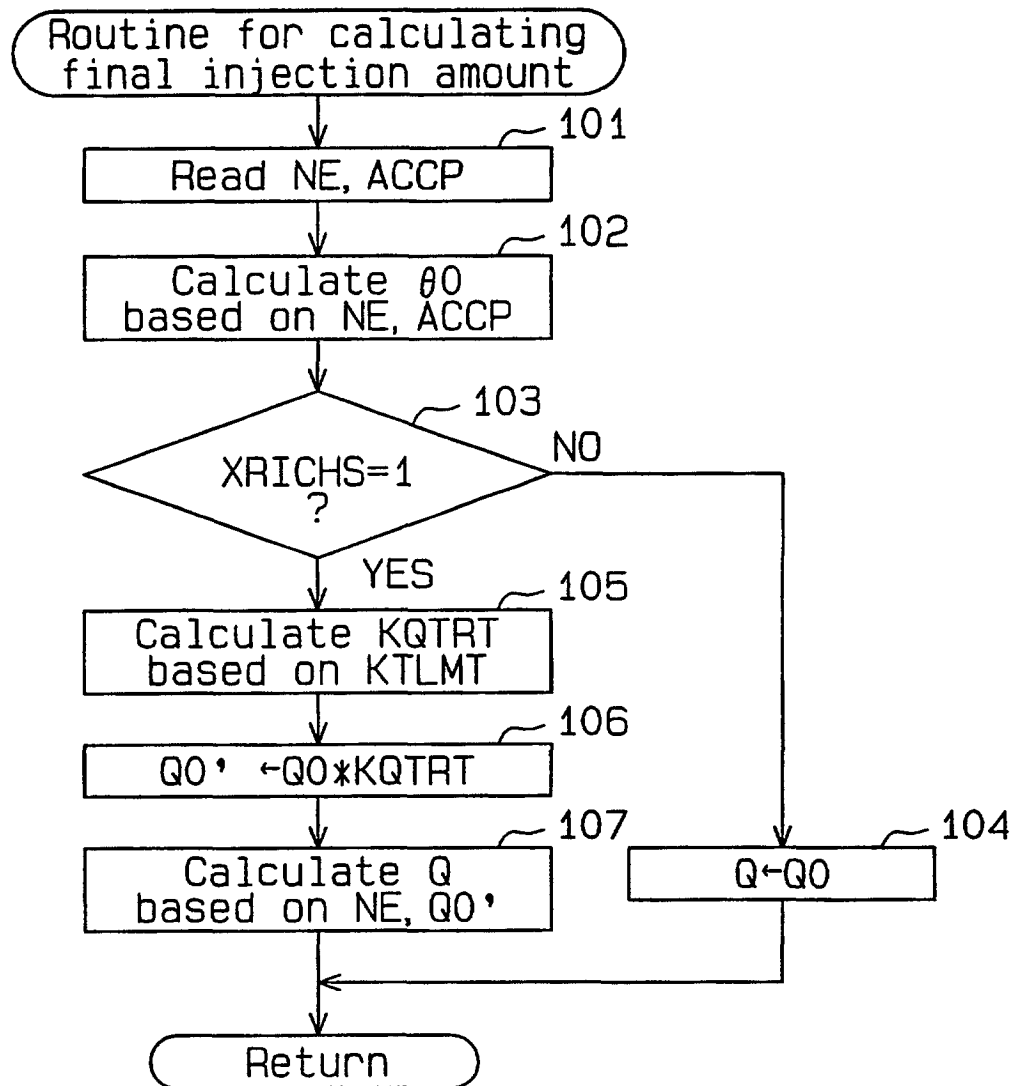 Routine for calculating
final injection amount
101
Read NE, ACCP
102
Calculate θ0
based on NE, ACCP
103
XRICHS=1
?
NO
YES
105
Calculate KQTRT
based on KTLMT
106
Q0' ←Q0*KQTRT
107
Calculate Q
based on NE, Q0'
104
Q←Q0
Return